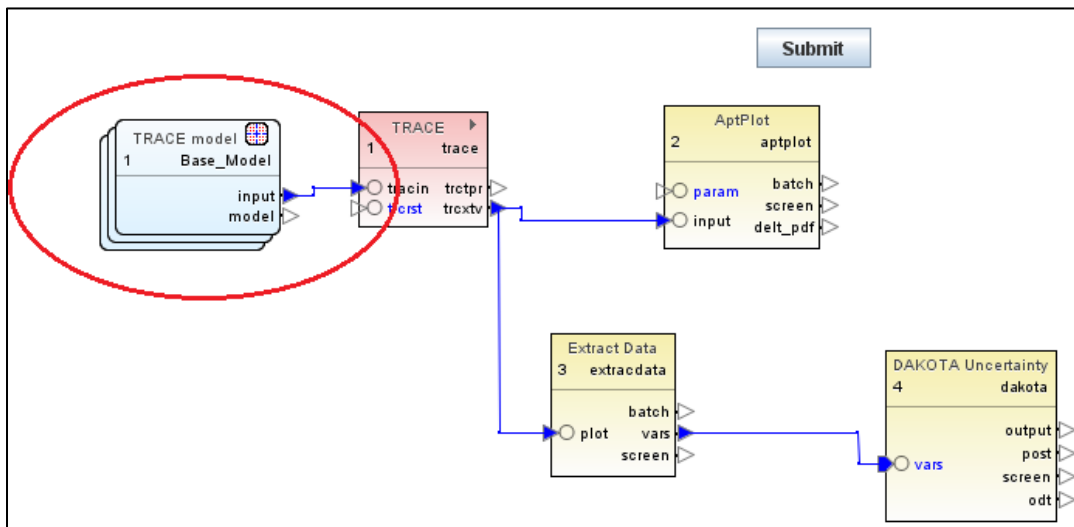 Submit
TRACE model
1 Base_Model
input
model
TRACE
1 trace
tracin trctpr
trcrst trcxtv
AptPlot
2 aptplot
param batch
screen
input delt_pdf
Extract Data
3 extracdata
batch
plot vars
screen
DAKOTA Uncertainty
4 dakota
output
post
vars screen
odt